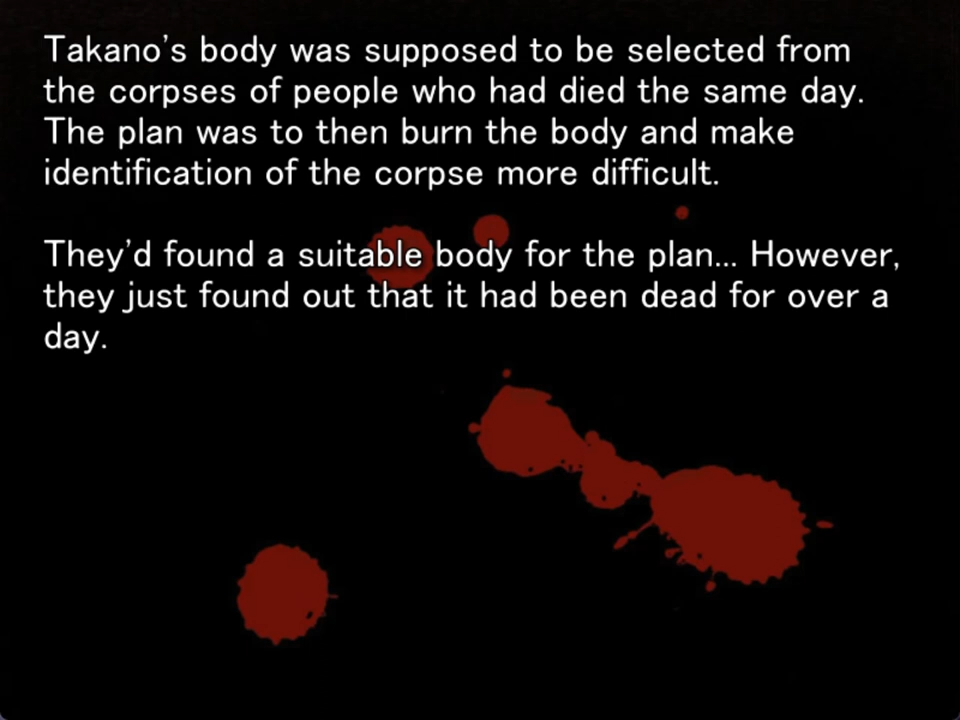 Takano's body was supposed to be selected from
the corpses of people who had died the same day.
The plan was to then burn the body and make
identification of the corpse more difficult.
They'd found a suitable body for the plan... However,
they just found out that it had been dead for over a
day.